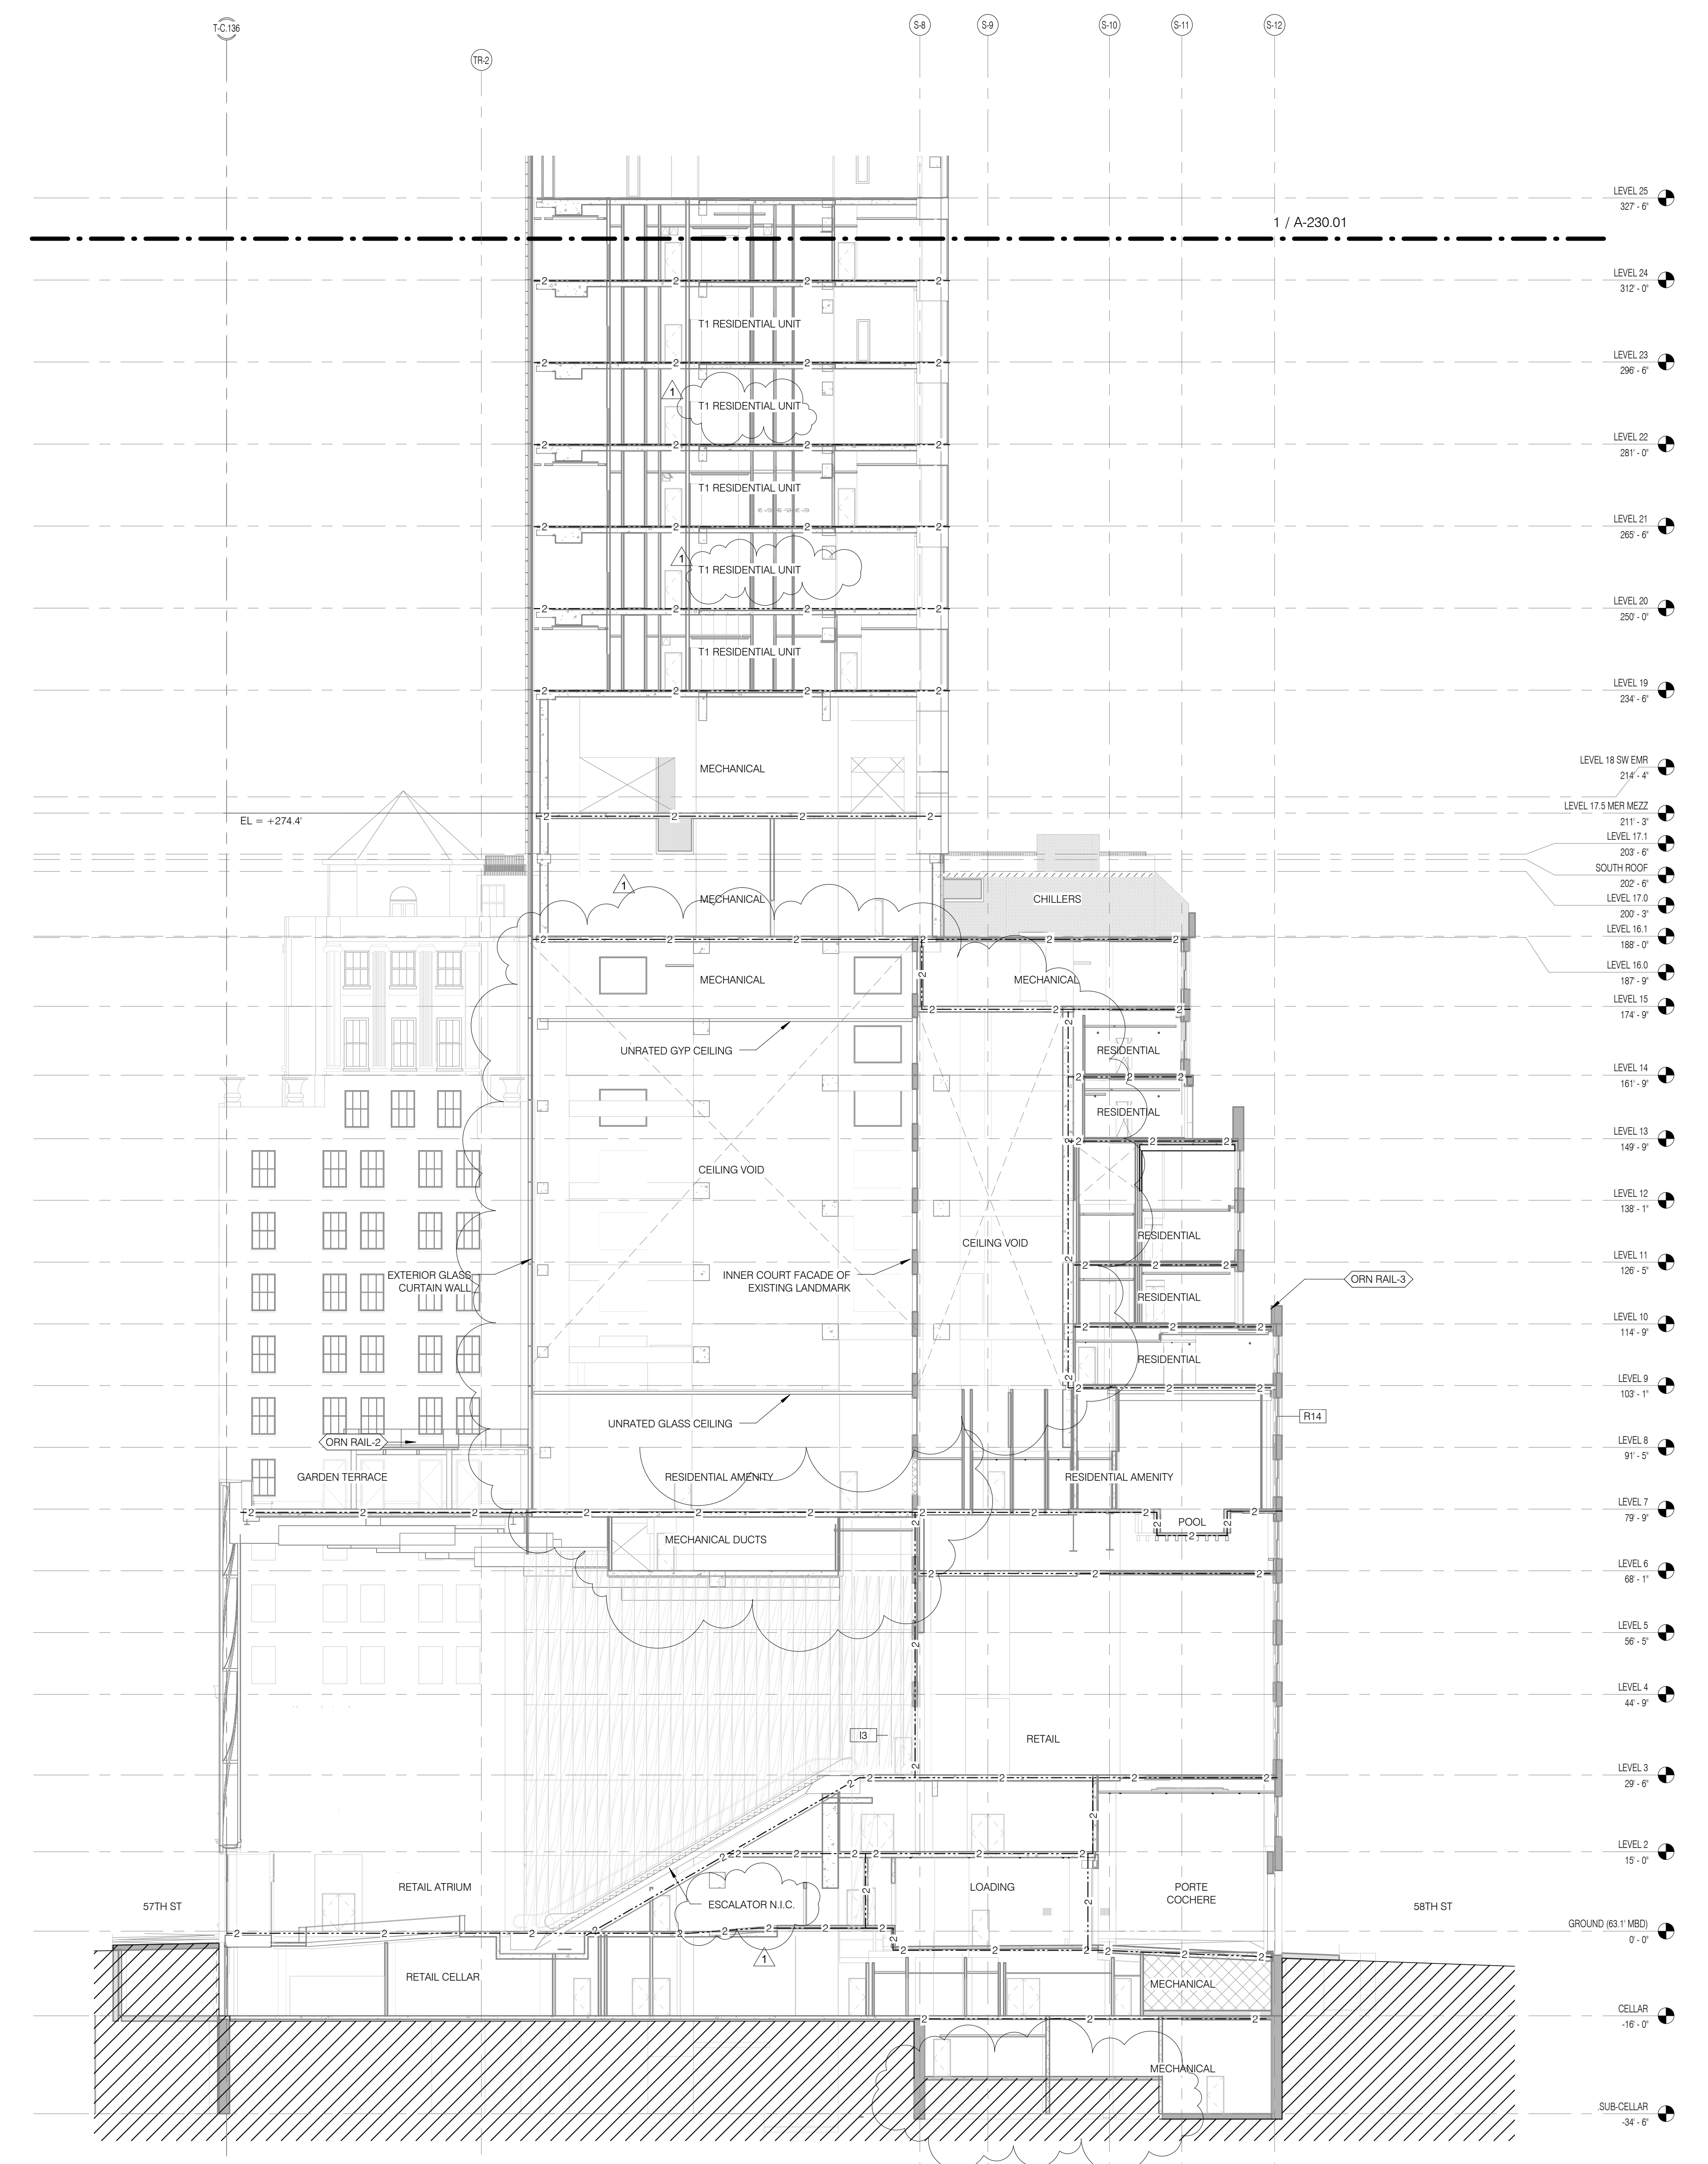 T-C.136
TR-2
S-8
S-9
S-10
S-11
S-12
LEVEL 25
327' - 6"
1 / A-230.01
LEVEL 24
312' - 0"
T1 RESIDENTIAL UNIT
LEVEL 23
296' - 6"
1
T1 RESIDENTIAL UNIT
LEVEL 22
281' - 0"
T1 RESIDENTIAL UNIT
LEVEL 21
265' - 6"
1
T1 RESIDENTIAL UNIT
LEVEL 20
250' - 0"
T1 RESIDENTIAL UNIT
LEVEL 19
234' - 6"
MECHANICAL
LEVEL 18 SW EMR
214' - 4"
EL = +274.4'
LEVEL 17.5 MER MEZZ
211' - 3"
LEVEL 17.1
203' - 6"
SOUTH ROOF
202' - 6"
1
MECHANICAL
CHILLERS
LEVEL 17.0
200' - 3"
LEVEL 16.1
188' - 0"
MECHANICAL
MECHANICAL
LEVEL 16.0
187' - 9"
LEVEL 15
174' - 9"
UNRATED GYP CEILING
RESIDENTIAL
LEVEL 14
161' - 9"
RESIDENTIAL
LEVEL 13
149' - 9"
CEILING VOID
LEVEL 12
138' - 1"
CEILING VOID
RESIDENTIAL
LEVEL 11
126' - 5"
EXTERIOR GLASS
CURTAIN WALL
INNER COURT FACADE OF
EXISTING LANDMARK
RESIDENTIAL
ORN RAIL-3
LEVEL 10
114' - 9"
RESIDENTIAL
LEVEL 9
103' - 1"
UNRATED GLASS CEILING
R14
ORN RAIL-2
LEVEL 8
91' - 5"
GARDEN TERRACE
RESIDENTIAL AMENITY
RESIDENTIAL AMENITY
LEVEL 7
79' - 9"
POOL
MECHANICAL DUCTS
LEVEL 6
68' - 1"
LEVEL 5
56' - 5"
LEVEL 4
44' - 9"
I3
RETAIL
LEVEL 3
29' - 6"
LEVEL 2
15' - 0"
RETAIL ATRIUM
LOADING
PORTE
COCHERE
57TH ST
ESCALATOR N.I.C.
58TH ST
GROUND (63.1' MBD)
0' - 0"
1
RETAIL CELLAR
MECHANICAL
CELLAR
-16' - 0"
MECHANICAL
SUB-CELLAR
-34' - 6"